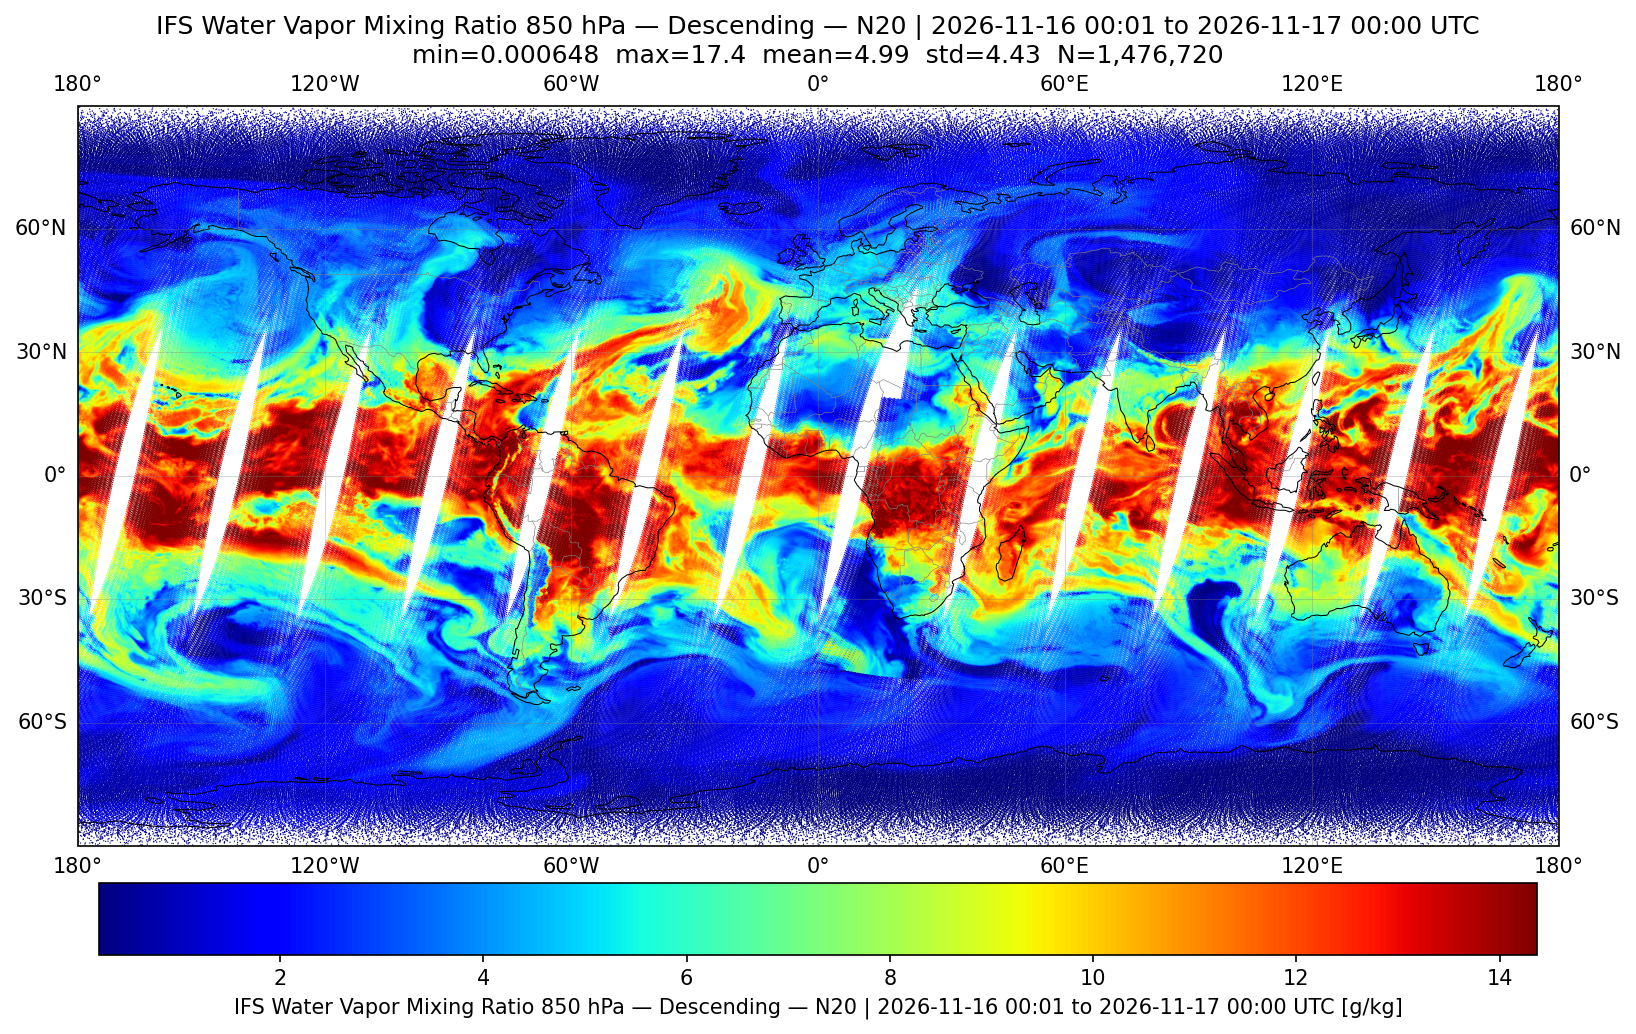 IFS Water Vapor Mixing Ratio 850 hPa — Descending — N20 | 2026-11-16 00:01 to 2026-11-17 00:00 UTC
min=0.000648 max=17.4 mean=4.99 std=4.43 N=1,476,720
180° 120°W 60°W 0° 60°E 120°E 180°
60°N 60°N
30°N 30°N
0° 0°
30°S 30°S
60°S 60°S
180° 120°W 60°W 0° 60°E 120°E 180°
2 4 6 8 10 12 14
IFS Water Vapor Mixing Ratio 850 hPa — Descending — N20 | 2026-11-16 00:01 to 2026-11-17 00:00 UTC [g/kg]